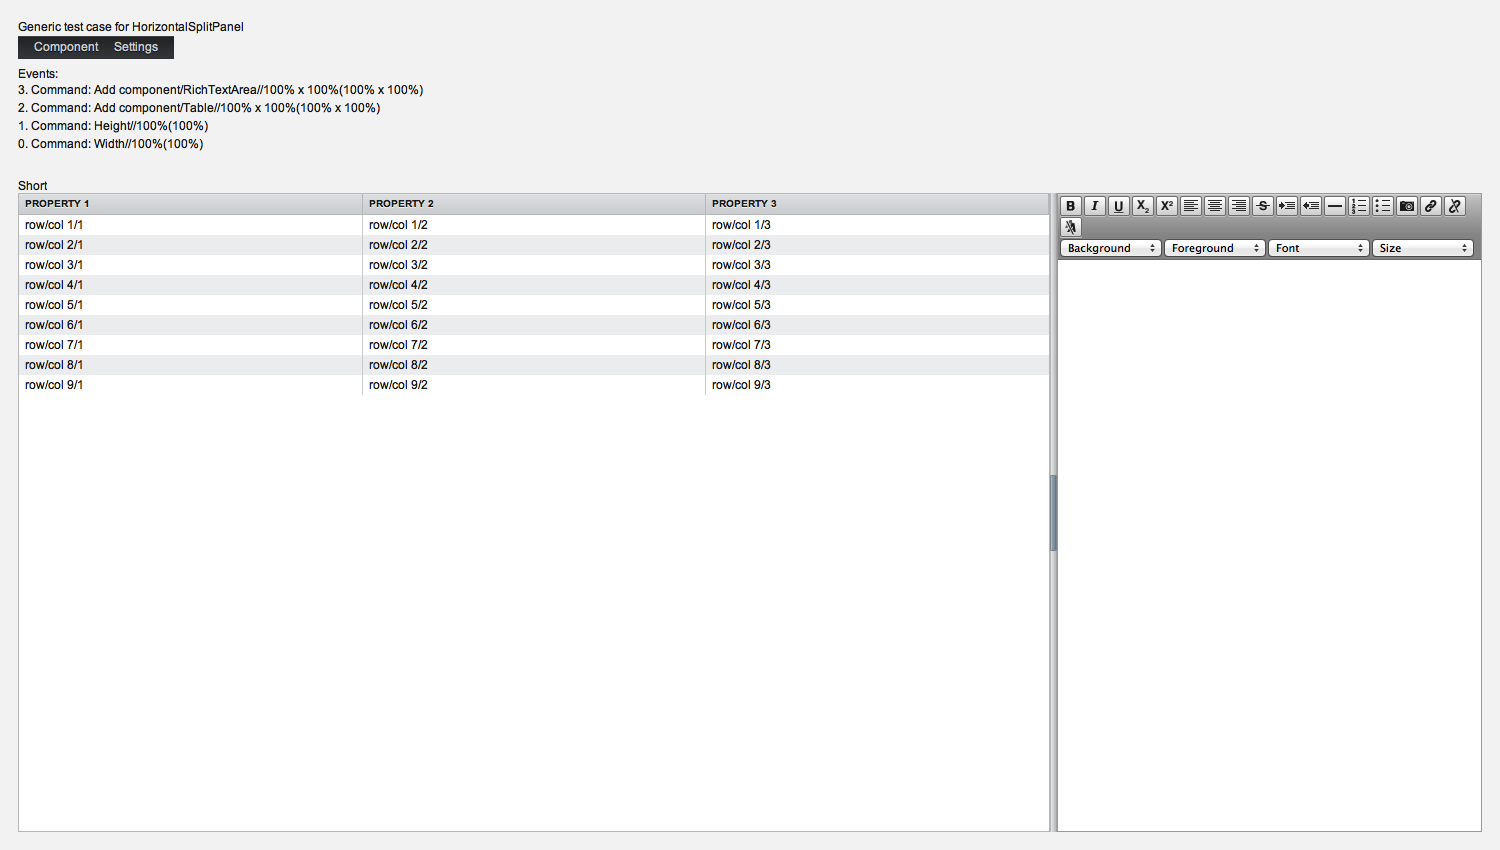 Generic test case for HorizontalSplitPanel
Component Settings
Events:
3. Command: Add component/RichTextArea//100% x 100%(100% x 100%)
2. Command: Add component/Table//100% x 100%(100% x 100%)
1. Command: Height//100%(100%)
0. Command: Width//100%(100%)
Short
PROPERTY 1 PROPERTY 2 PROPERTY 3
row/col 1/1 row/col 1/2 row/col 1/3
row/col 2/1 row/col 2/2 row/col 2/3
row/col 3/1 row/col 3/2 row/col 3/3
row/col 4/1 row/col 4/2 row/col 4/3
row/col 5/1 row/col 5/2 row/col 5/3
row/col 6/1 row/col 6/2 row/col 6/3
row/col 7/1 row/col 7/2 row/col 7/3
row/col 8/1 row/col 8/2 row/col 8/3
row/col 9/1 row/col 9/2 row/col 9/3
B I U X₂ X² S
Background Foreground Font Size